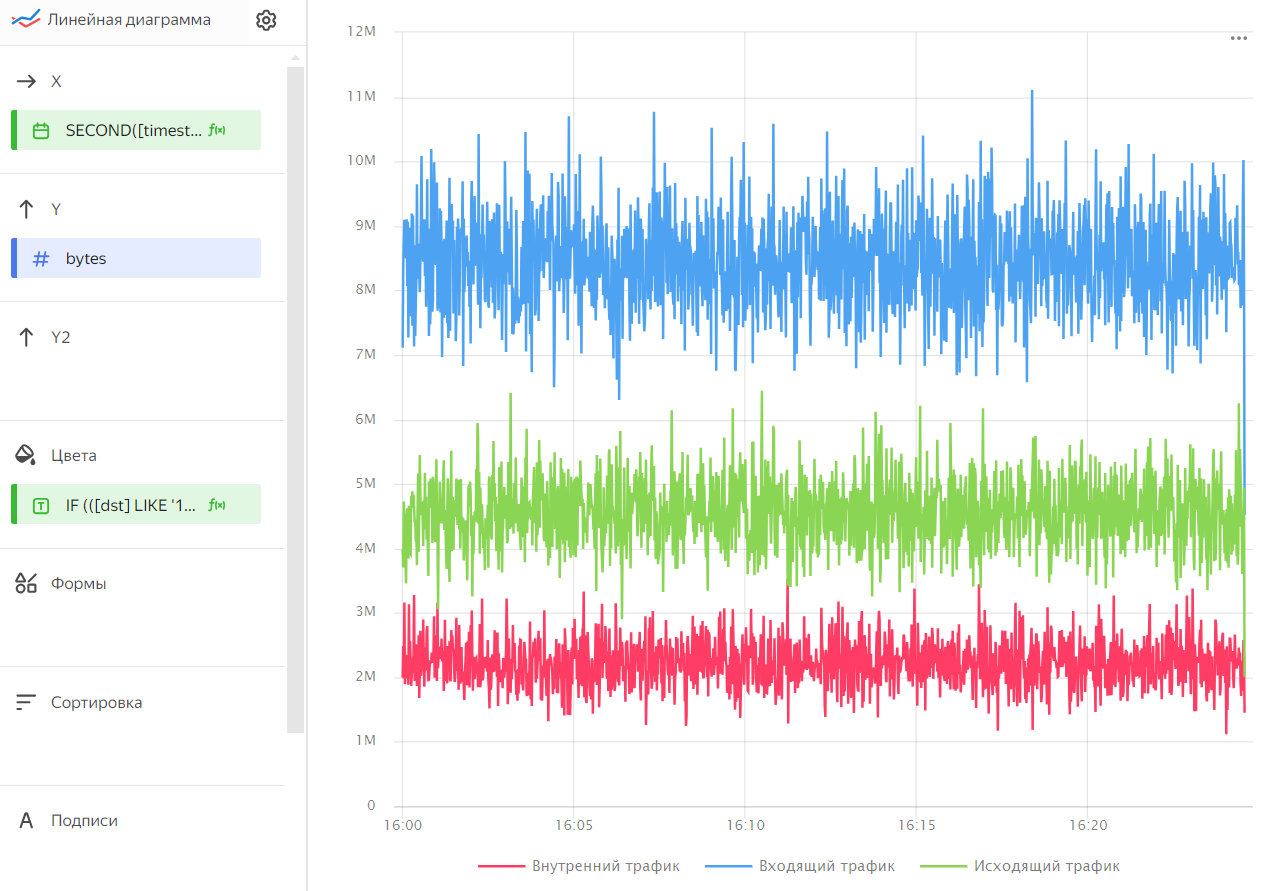 Линейная диаграмма
X
SECOND([timest... f(x)
Y
# bytes
Y2
Цвета
T IF (([dst] LIKE '1... f(x)
Формы
Сортировка
A Подписи
12M
11M
10M
9M
8M
7M
6M
5M
4M
3M
2M
1M
0
16:00 16:05 16:10 16:15 16:20
Внутренний трафик Входящий трафик Исходящий трафик